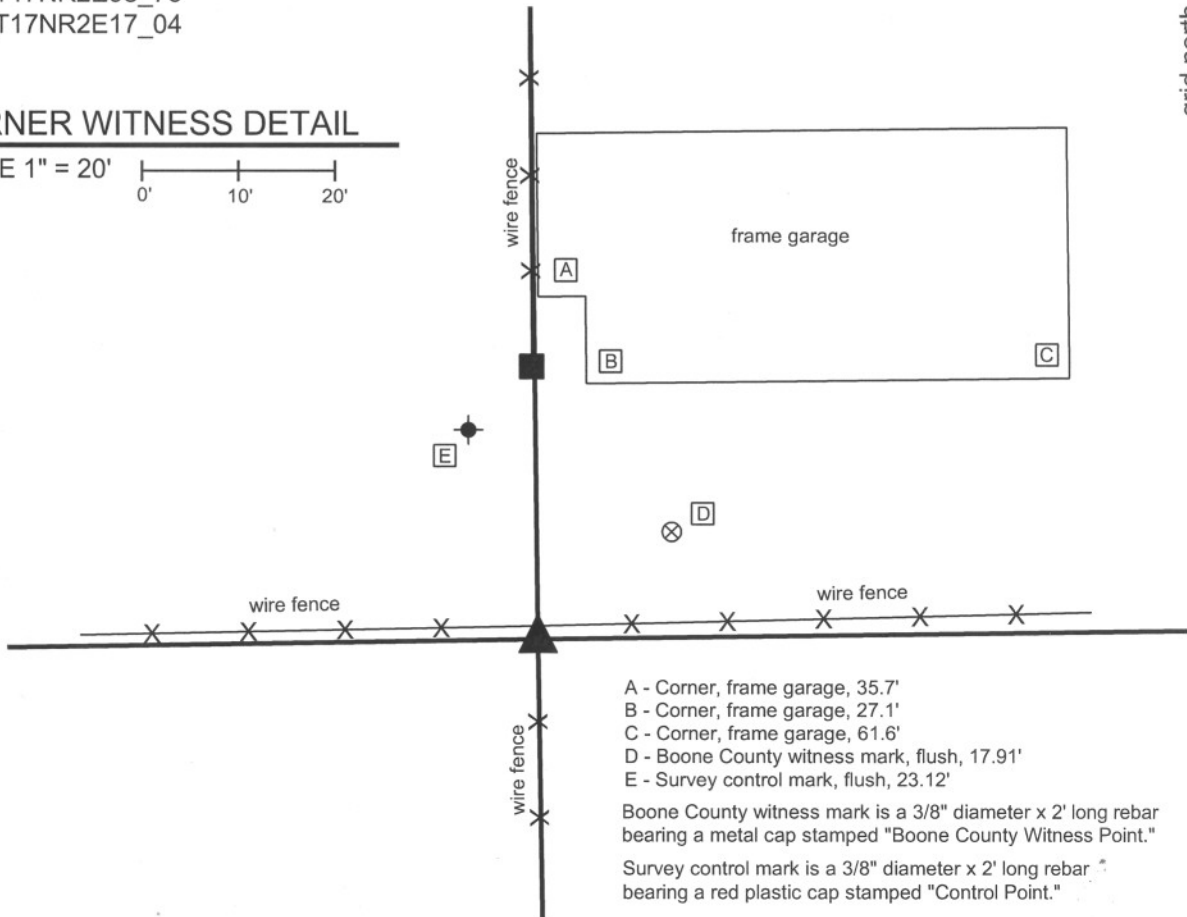 T17NR2E17_04
RNER WITNESS DETAIL
E 1" = 20'
0' 10' 20'
grid north
wire fence
frame garage
A
B
C
E
D
wire fence
wire fence
wire fence
A - Corner, frame garage, 35.7'
B - Corner, frame garage, 27.1'
C - Corner, frame garage, 61.6'
D - Boone County witness mark, flush, 17.91'
E - Survey control mark, flush, 23.12'
Boone County witness mark is a 3/8" diameter x 2' long rebar
bearing a metal cap stamped "Boone County Witness Point."
Survey control mark is a 3/8" diameter x 2' long rebar
bearing a red plastic cap stamped "Control Point."